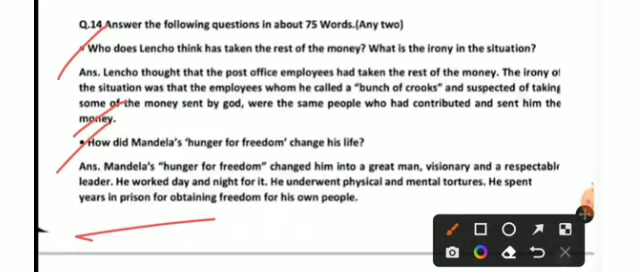 Q.14 Answer the following questions in about 75 Words.(Any two)
• Who does Lencho think has taken the rest of the money? What is the irony in the situation?
Ans. Lencho thought that the post office employees had taken the rest of the money. The irony of
the situation was that the employees whom he called a “bunch of crooks” and suspected of taking
some of the money sent by god, were the same people who had contributed and sent him the
money.
• How did Mandela’s ‘hunger for freedom’ change his life?
Ans. Mandela’s “hunger for freedom” changed him into a great man, visionary and a respectable
leader. He worked day and night for it. He underwent physical and mental tortures. He spent
years in prison for obtaining freedom for his own people.